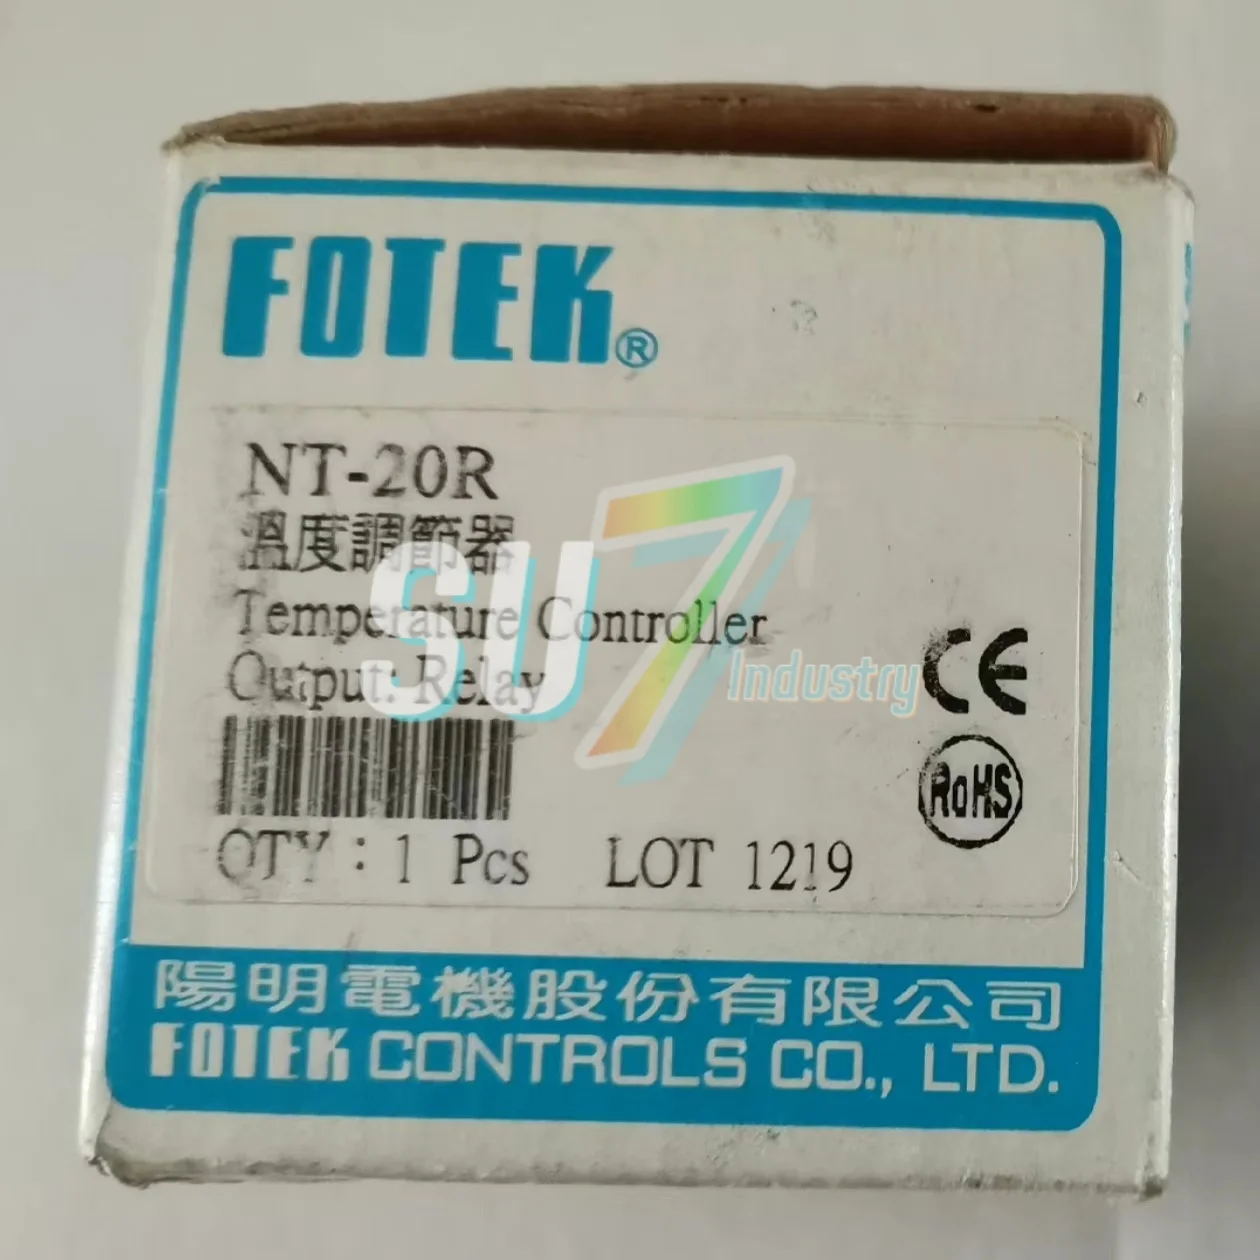 FOTEK®
NT-20R
溫度調節器
Temperature Controller
Output: Relay
SU7
Industry
CE
RoHS
QTY : 1 Pcs LOT 1219
陽明電機股份有限公司
FOTEK CONTROLS CO., LTD.